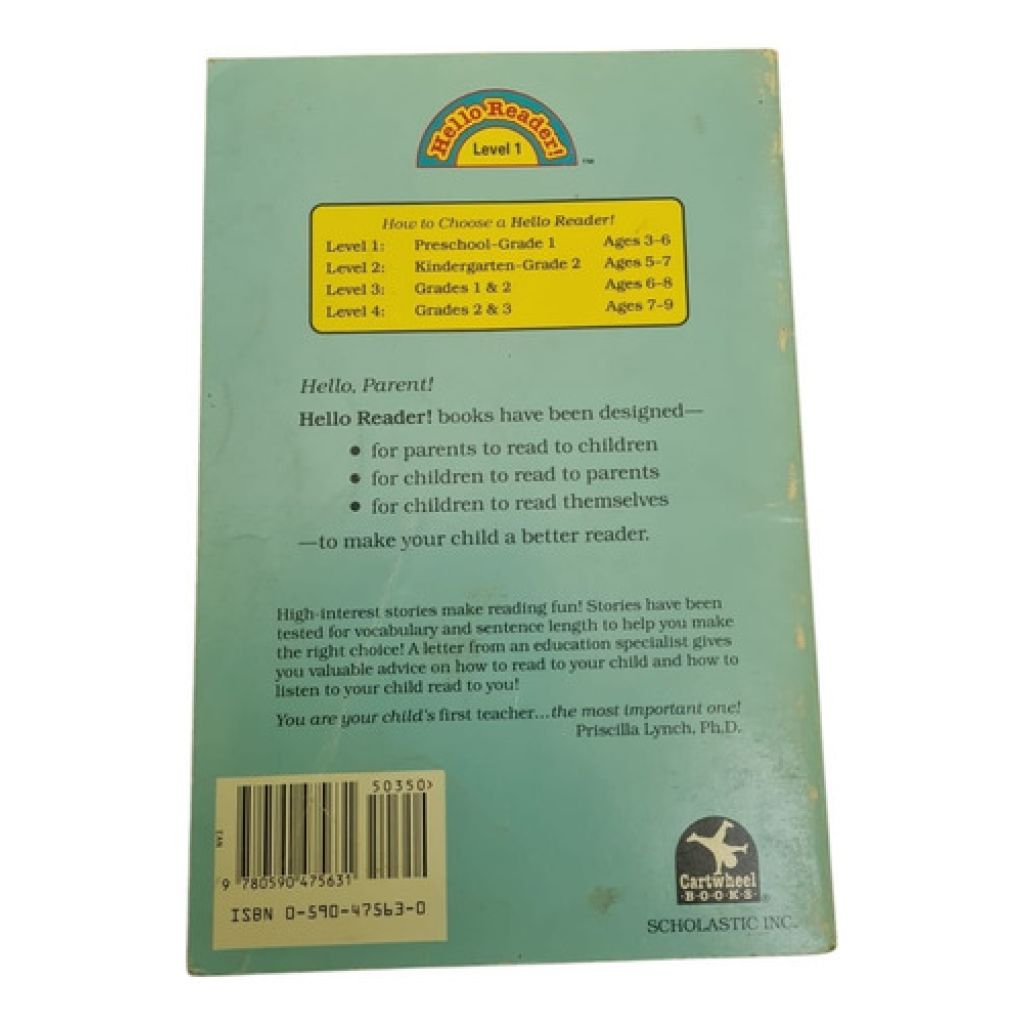 Hello Reader!
Level 1
™
How to Choose a Hello Reader!
Level 1: Preschool-Grade 1 Ages 3-6
Level 2: Kindergarten-Grade 2 Ages 5-7
Level 3: Grades 1 & 2 Ages 6-8
Level 4: Grades 2 & 3 Ages 7-9
Hello, Parent!
Hello Reader! books have been designed—
• for parents to read to children
• for children to read to parents
• for children to read themselves
—to make your child a better reader.
High-interest stories make reading fun! Stories have been
tested for vocabulary and sentence length to help you make
the right choice! A letter from an education specialist gives
you valuable advice on how to read to your child and how to
listen to your child read to you!
You are your child's first teacher...the most important one!
Priscilla Lynch, Ph.D.
50350>
EAN
9 780590 475631
ISBN 0-590-47563-0
Cartwheel
·B·O·O·K·S·®
SCHOLASTIC INC.